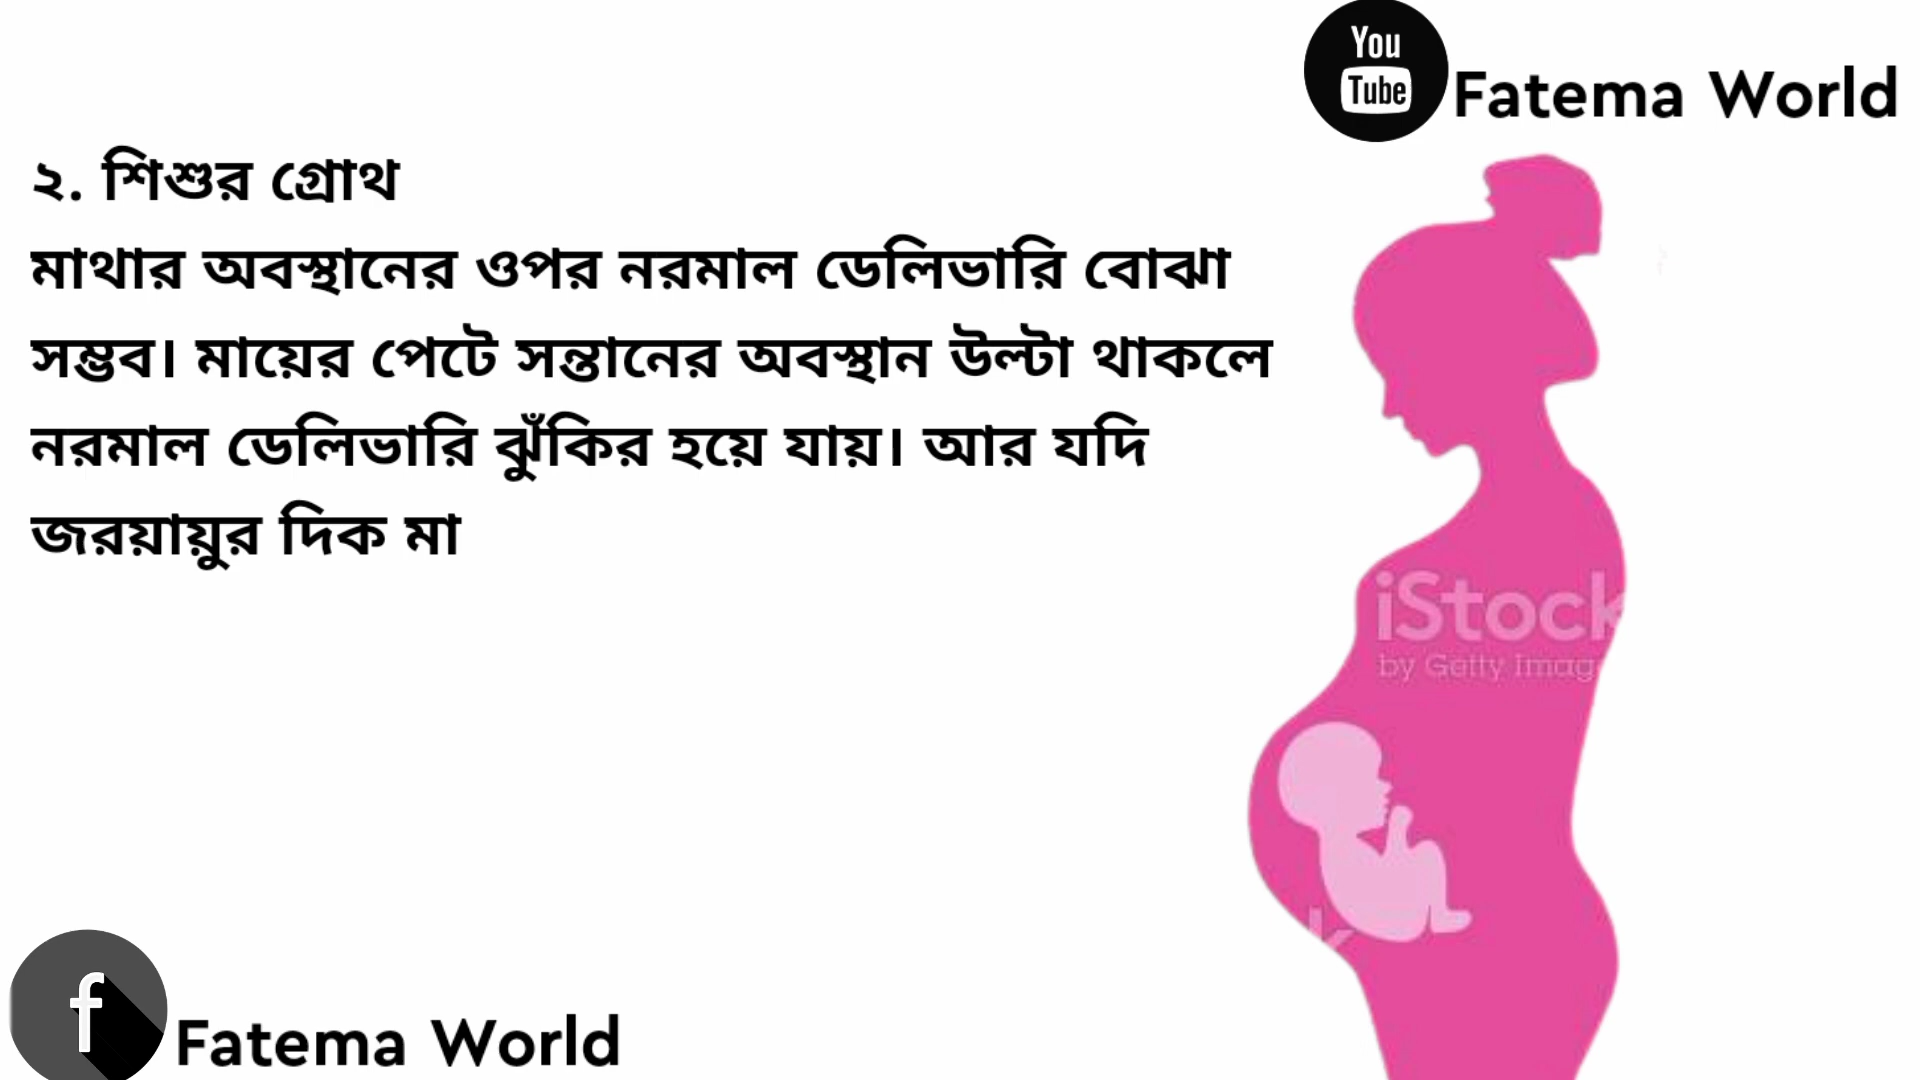 You
Tube
Fatema World
২. শিশুর গ্রোথ
মাথার অবস্থানের ওপর নরমাল ডেলিভারি বোঝা
সম্ভব। মায়ের পেটে সন্তানের অবস্থান উল্টা থাকলে
নরমাল ডেলিভারি ঝুঁকির হয়ে যায়। আর যদি
জরয়ায়ুর দিক মা
iStock
by Getty Imag
k
f
Fatema World